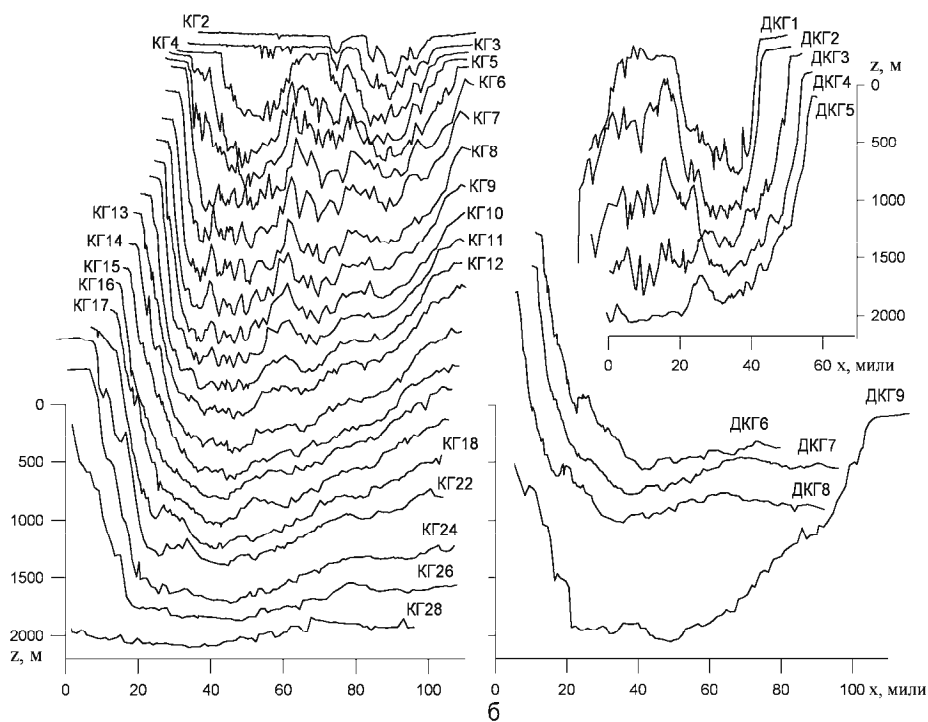 КГ2
КГ4
КГ3
КГ5
КГ6
КГ7
КГ8
КГ9
КГ10
КГ11
КГ12
КГ13
КГ14
КГ15
КГ16
КГ17
КГ18
КГ22
КГ24
КГ26
КГ28
0
500
1000
1500
2000
z, м
0 20 40 60 80 100
ДКГ1
ДКГ2
ДКГ3
ДКГ4
ДКГ5
z, м
0
500
1000
1500
2000
0 20 40 60 x, мили
ДКГ9
ДКГ6
ДКГ7
ДКГ8
0 20 40 60 80 100 x, мили
б